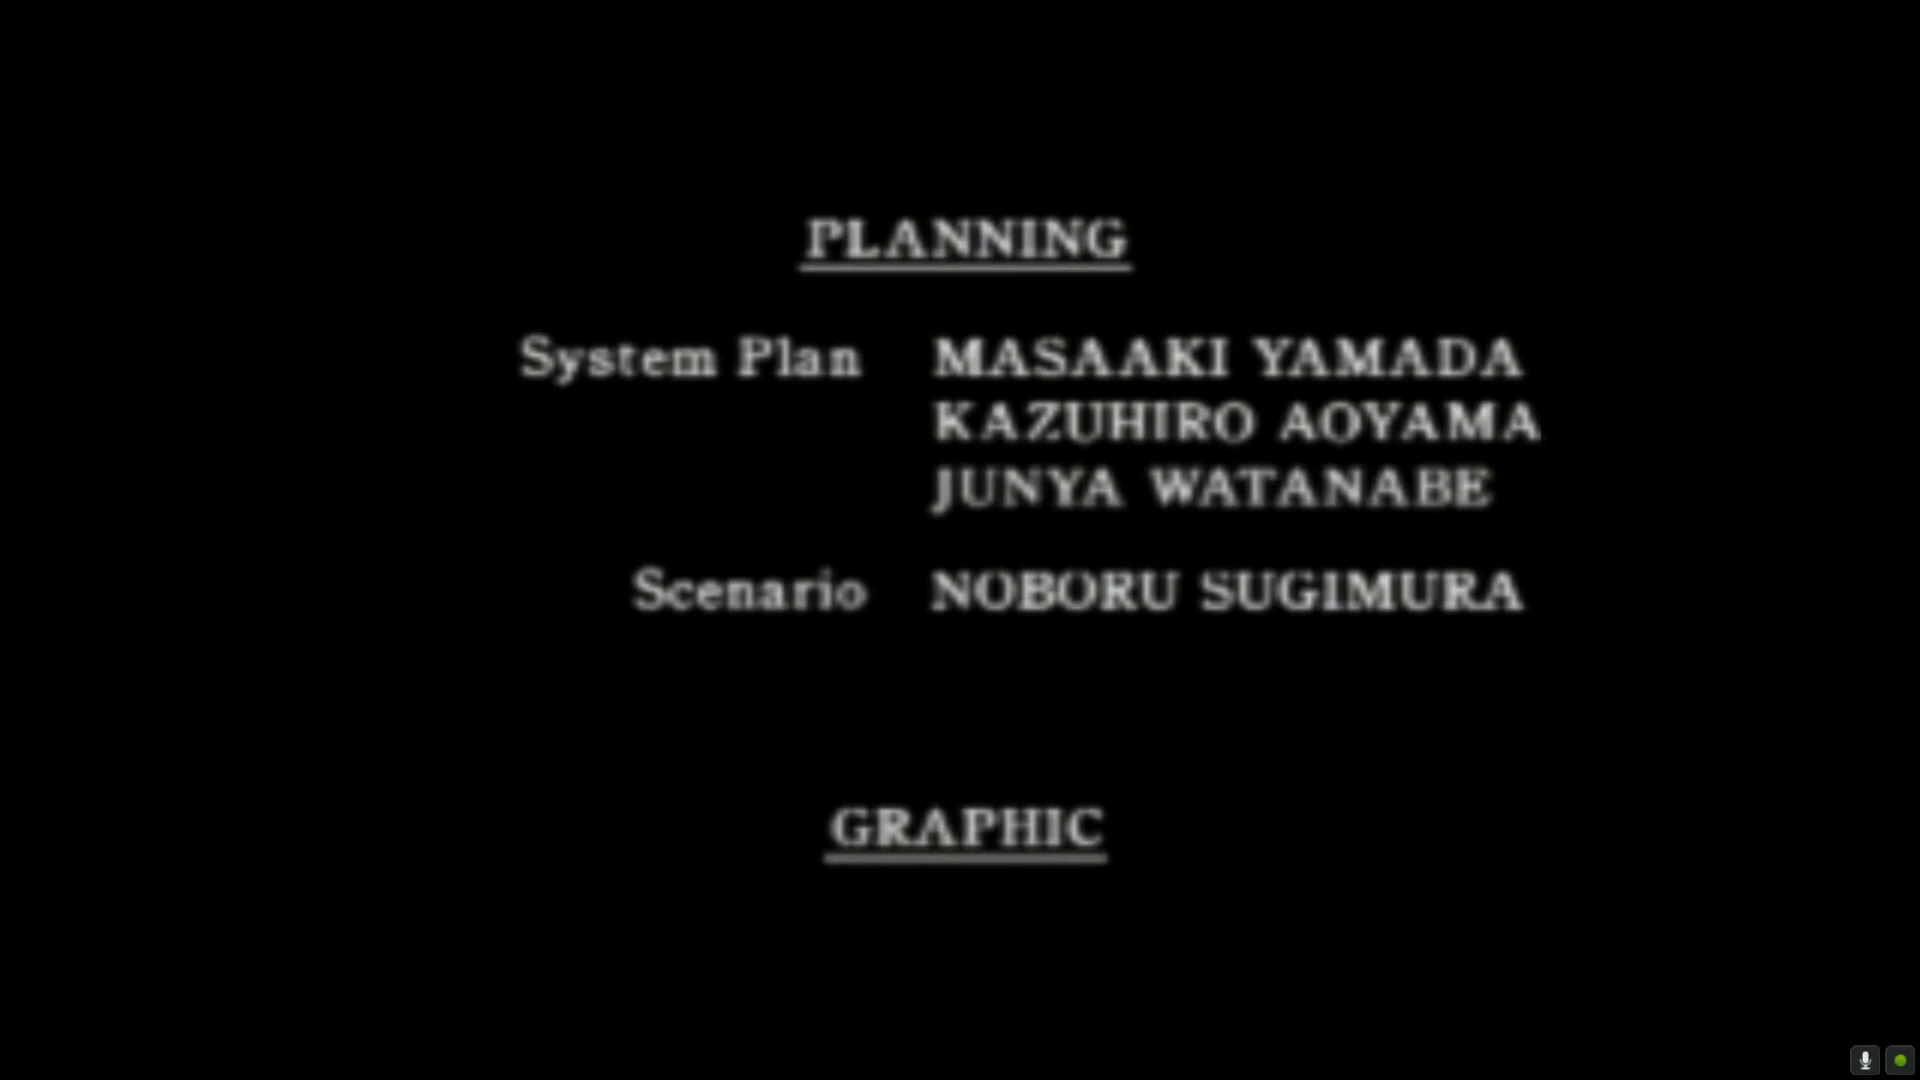 PLANNING
System Plan MASAAKI YAMADA
KAZUHIRO AOYAMA
JUNYA WATANABE
Scenario NOBORU SUGIMURA
GRAPHIC